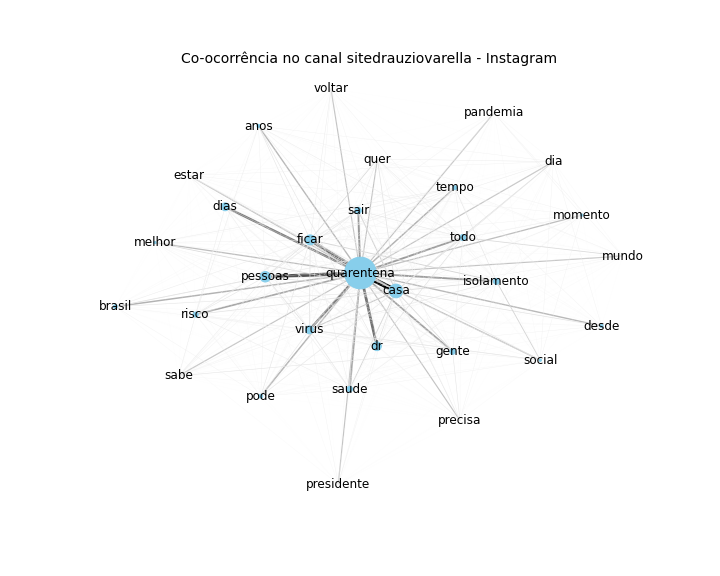 Co-ocorrência no canal sitedrauziovarella - Instagram
voltar
pandemia
anos
quer
dia
estar
tempo
dias
sair
momento
todo
ficar
melhor
mundo
quarentena
pessoas
isolamento
casa
brasil
risco
desde
virus
dr
gente
social
sabe
saude
pode
precisa
presidente